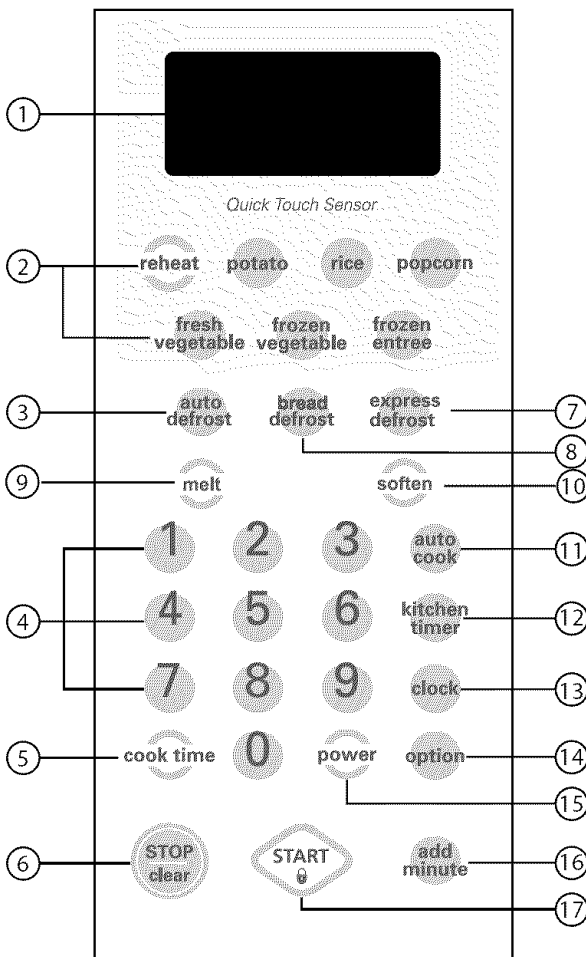 1
Quick Touch Sensor
2 reheat potato rice popcorn
fresh vegetable frozen vegetable frozen entree
3 auto defrost bread defrost express defrost 7
8
9 melt soften 10
1 2 3 auto cook 11
4 4 5 6 kitchen timer 12
7 8 9 clock 13
5 cook time 0 power option 14
15
6 STOP clear START add minute 16
17